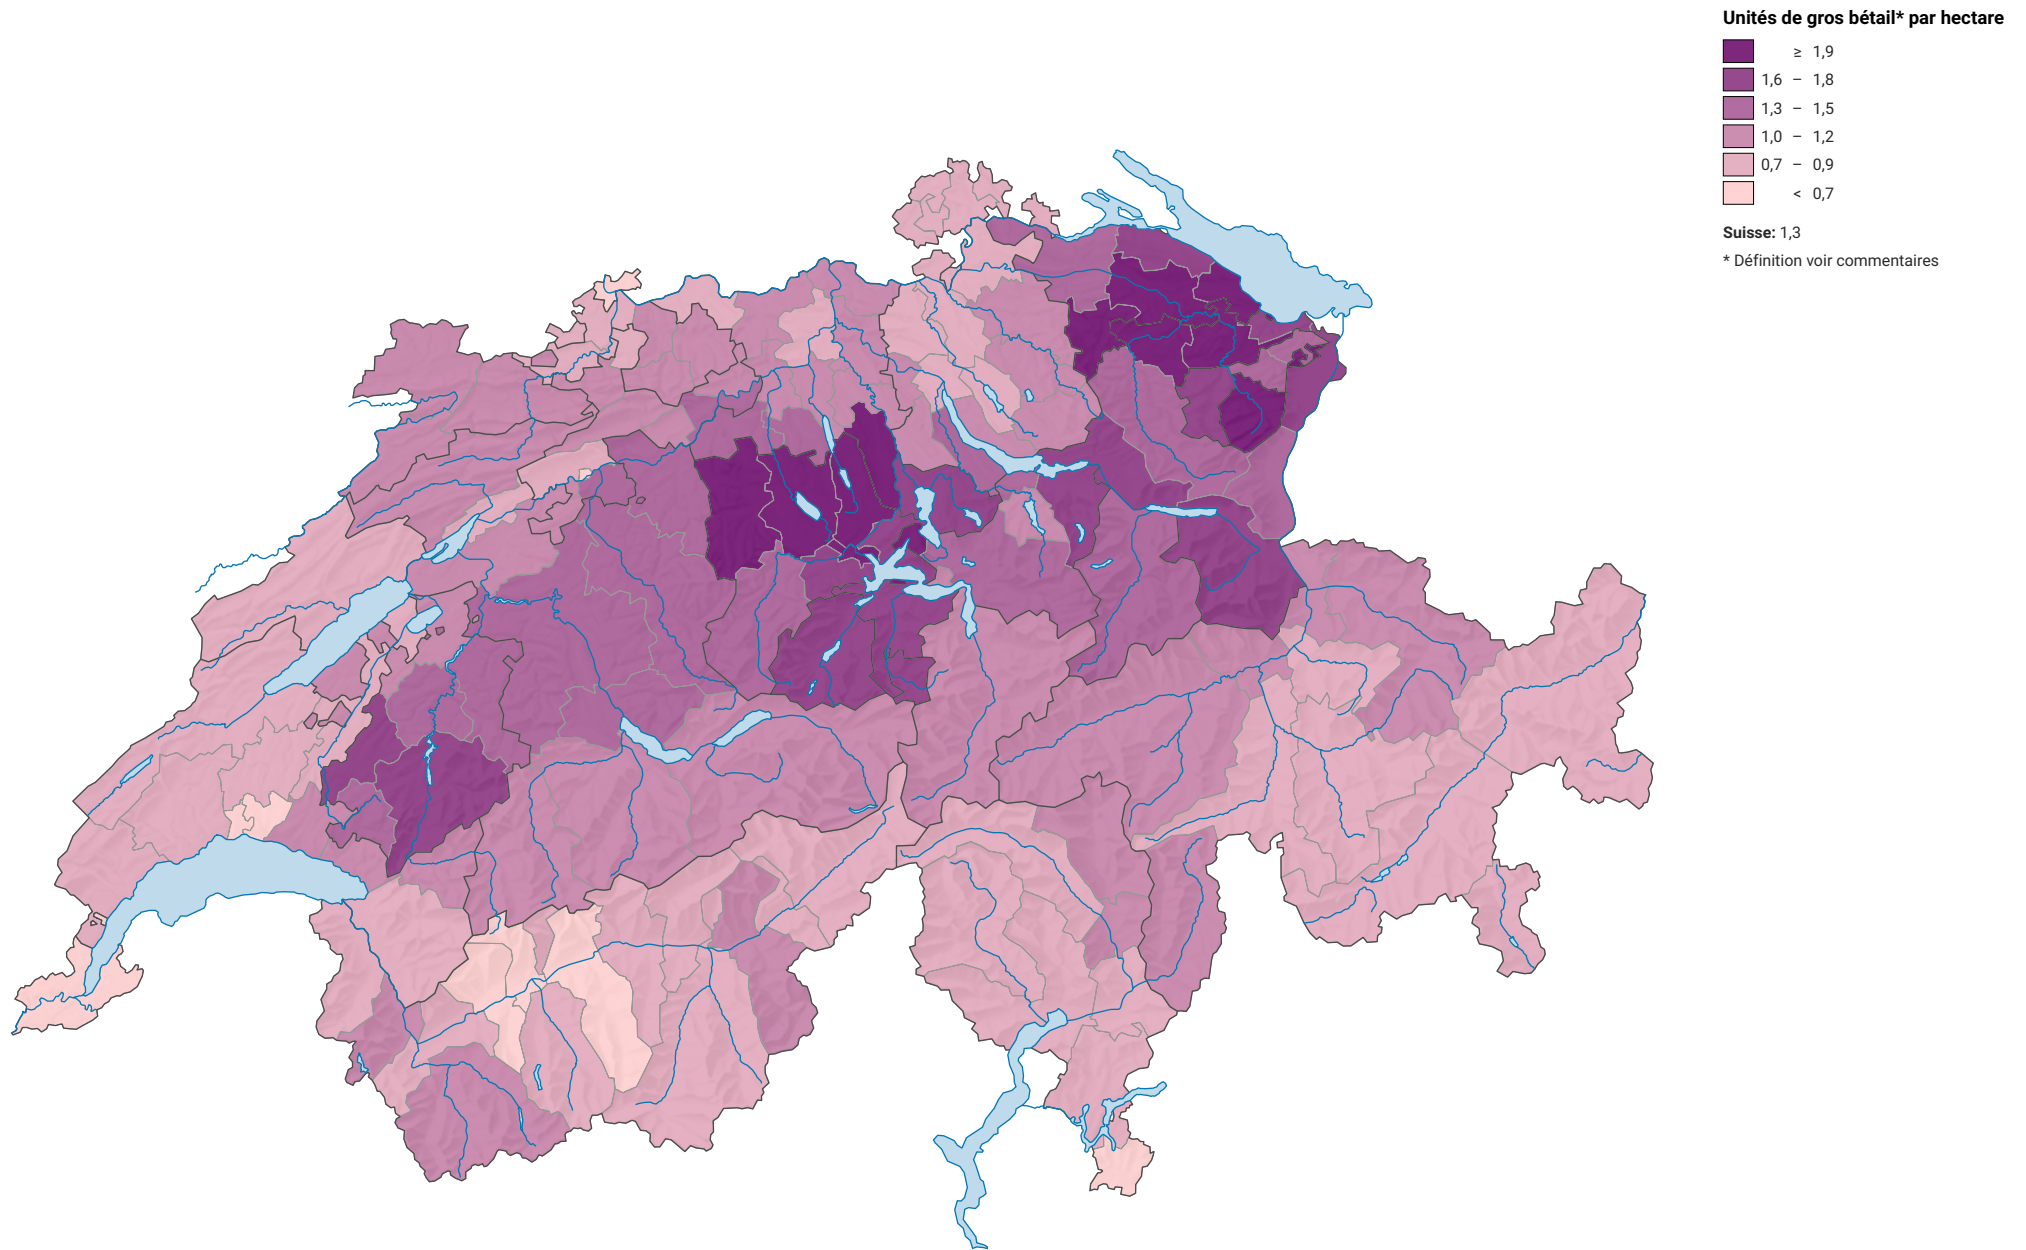 Unités de gros bétail* par hectare
≥ 1,9
1,6 – 1,8
1,3 – 1,5
1,0 – 1,2
0,7 – 0,9
< 0,7
Suisse: 1,3
* Définition voir commentaires